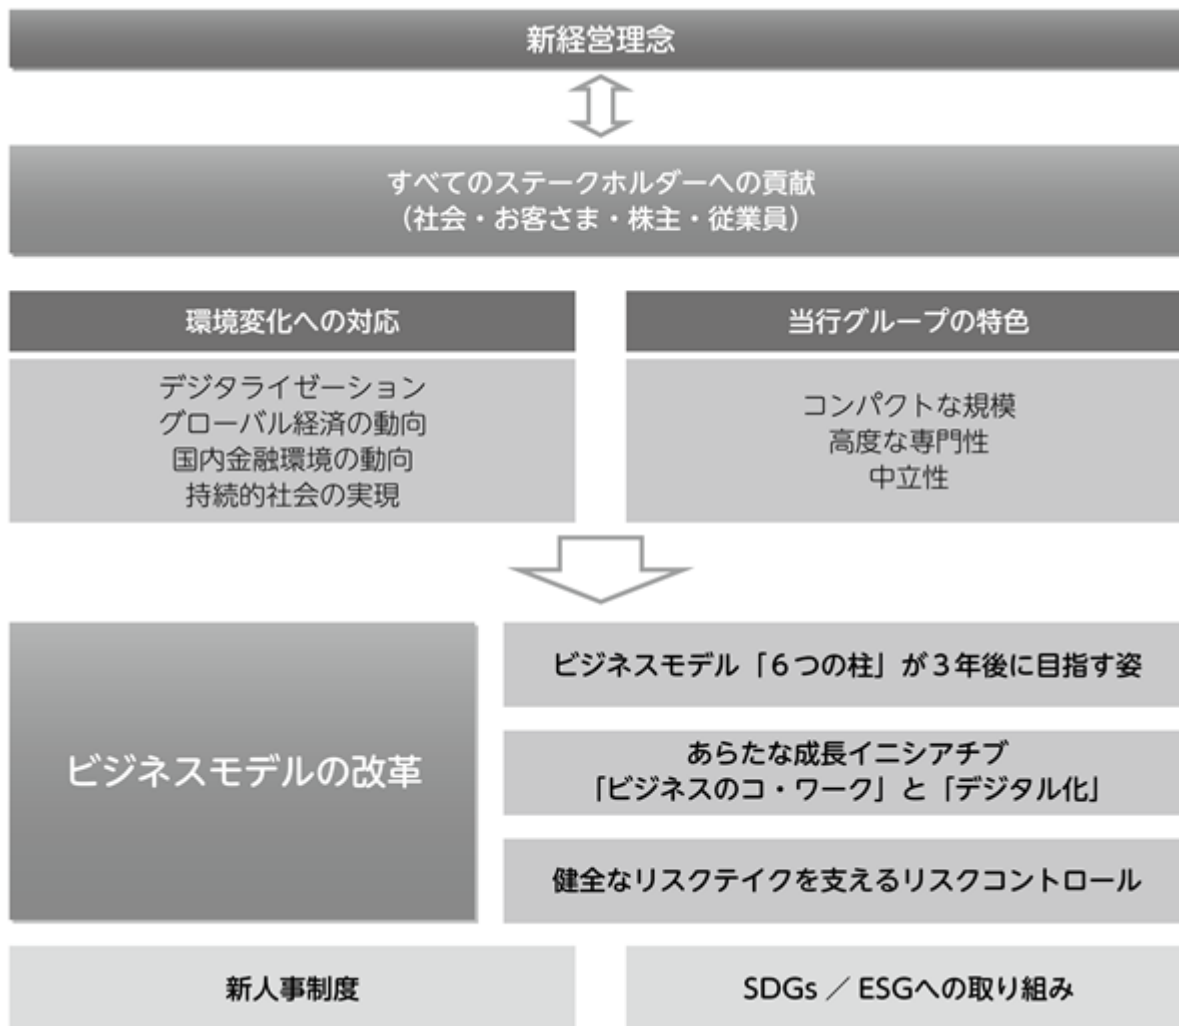 新経営理念
すべてのステークホルダーへの貢献
（社会・お客さま・株主・従業員）
環境変化への対応
デジタライゼーション
グローバル経済の動向
国内金融環境の動向
持続的社会の実現
当行グループの特色
コンパクトな規模
高度な専門性
中立性
ビジネスモデルの改革
ビジネスモデル「６つの柱」が３年後に目指す姿
あらたな成長イニシアチブ
「ビジネスのコ・ワーク」と「デジタル化」
健全なリスクテイクを支えるリスクコントロール
新人事制度
SDGs ／ ESGへの取り組み